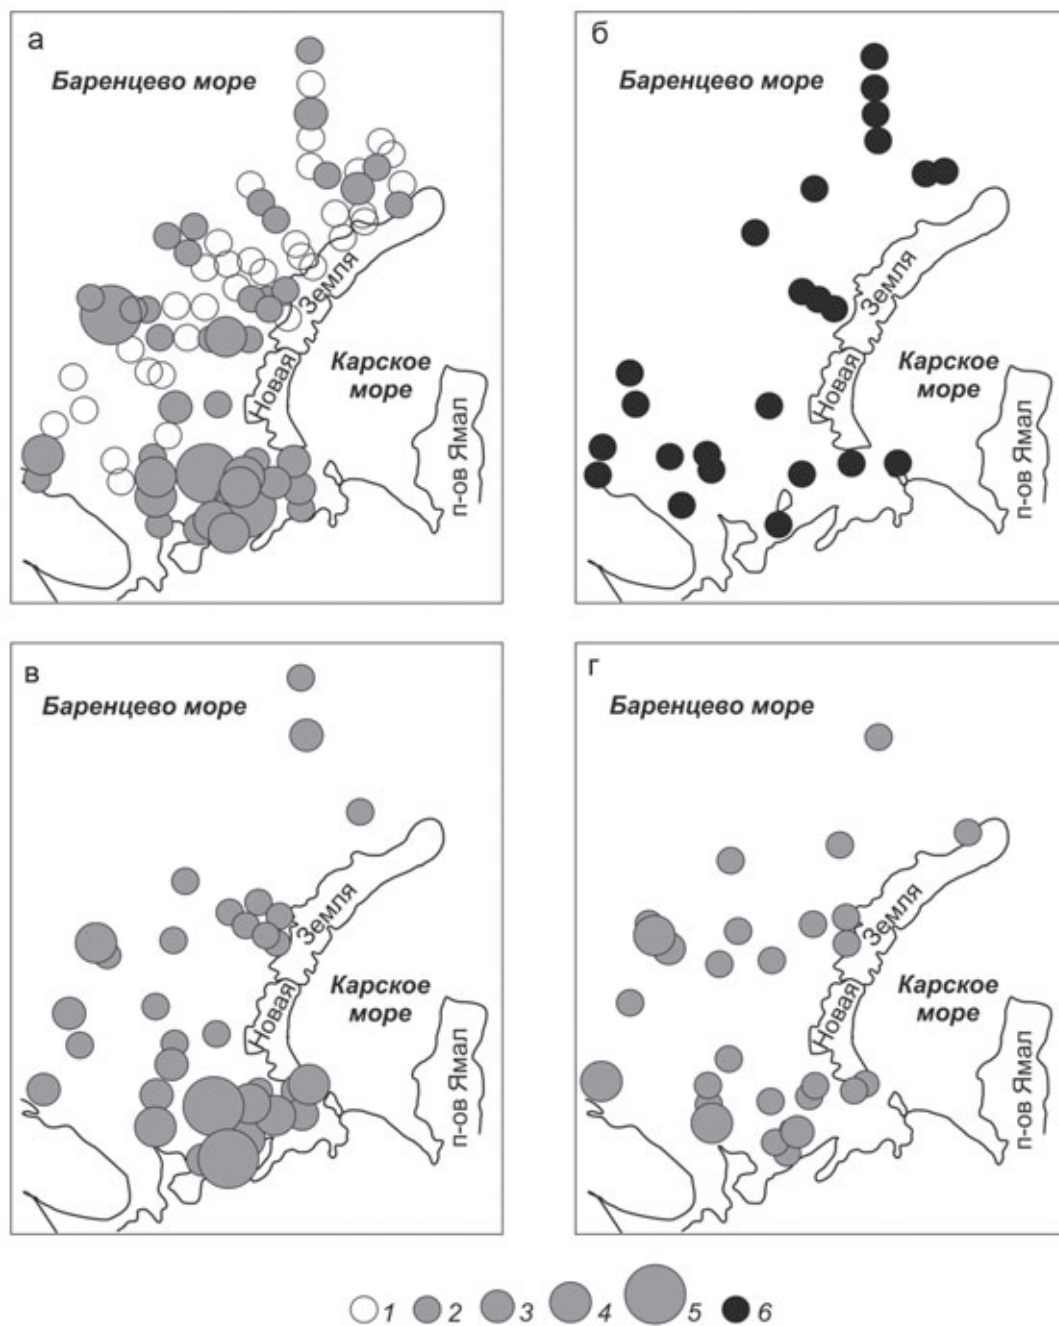 а
Баренцево море
Новая Земля
Карское
море
п-ов Ямал
б
Баренцево море
Новая Земля
Карское
море
п-ов Ямал
в
Баренцево море
Новая Земля
Карское
море
п-ов Ямал
г
Баренцево море
Новая Земля
Карское
море
п-ов Ямал
1 2 3 4 5 6